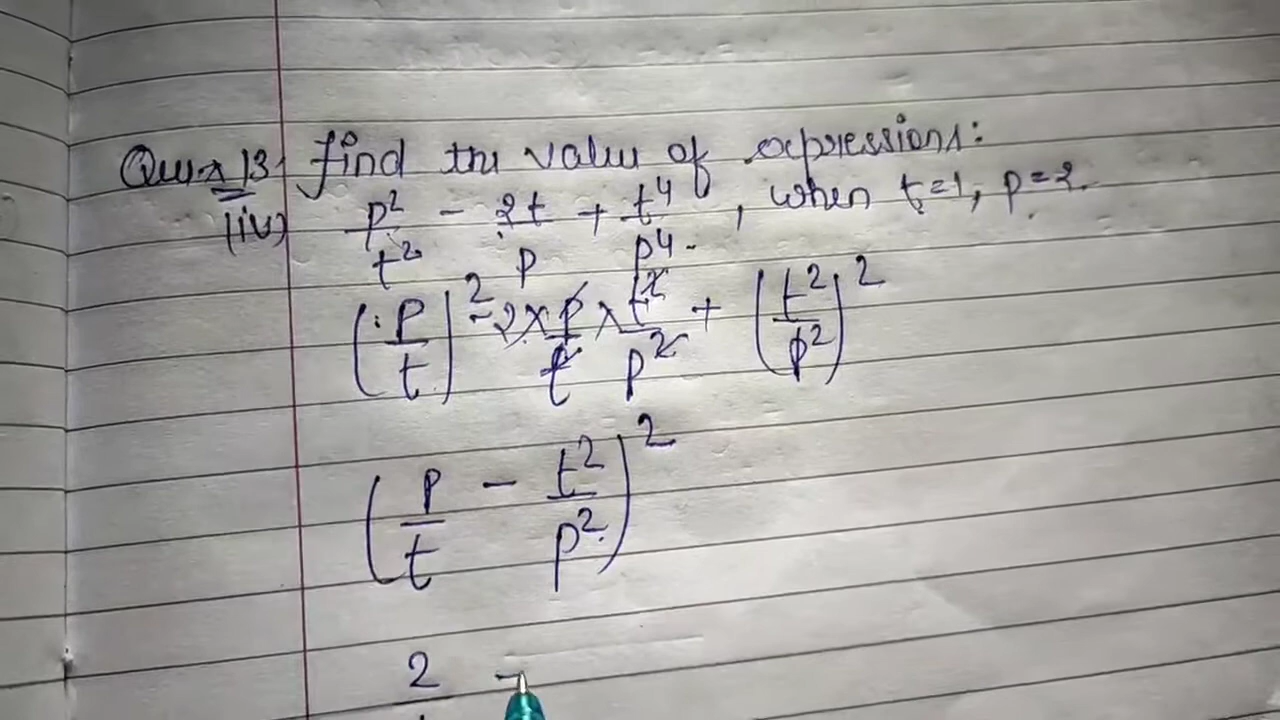 Ques 13 find the value of expressions:
(iv) p²/t² - 2t/p + t⁴/p⁴, when t=1, p=2.
(p/t)² - 2 × p/t × t²/p² + (t²/p²)²
(p/t - t²/p²)²
2 -